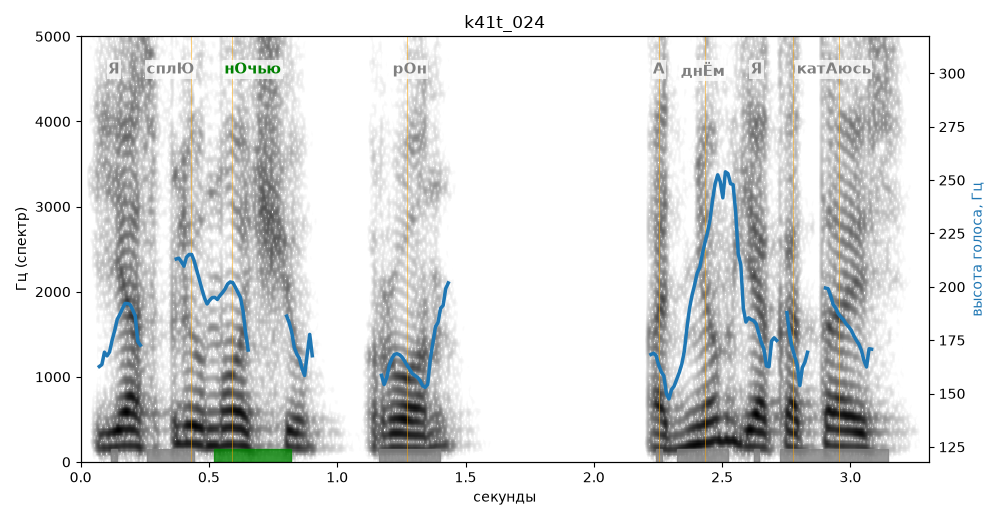 k41t_024
Я сплЮ нОчью рОн А днЁм Я катАюсь
Гц (спектр)
5000
4000
3000
2000
1000
0
300
275
250
225
200
175
150
125
высота голоса, Гц
0.0 0.5 1.0 1.5 2.0 2.5 3.0
секунды